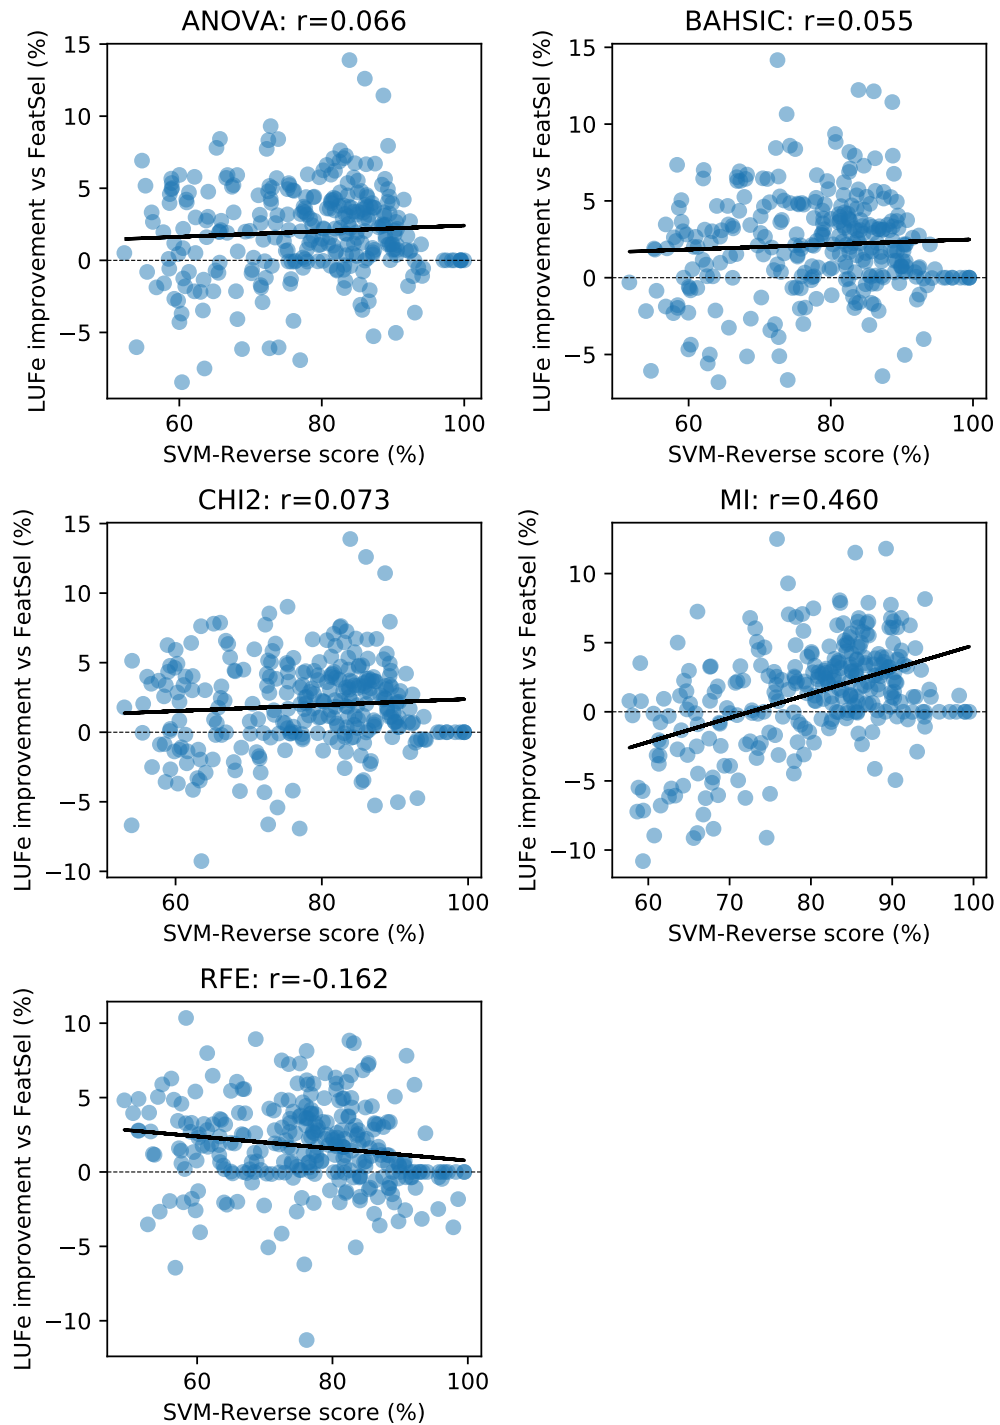 ANOVA: r=0.066
LUFe improvement vs FeatSel (%)
15
10
5
0
−5
60 80 100
SVM-Reverse score (%)
BAHSIC: r=0.055
LUFe improvement vs FeatSel (%)
15
10
5
0
−5
60 80 100
SVM-Reverse score (%)
CHI2: r=0.073
LUFe improvement vs FeatSel (%)
15
10
5
0
−5
−10
60 80 100
SVM-Reverse score (%)
MI: r=0.460
LUFe improvement vs FeatSel (%)
10
5
0
−5
−10
60 70 80 90 100
SVM-Reverse score (%)
RFE: r=-0.162
LUFe improvement vs FeatSel (%)
10
5
0
−5
−10
60 80 100
SVM-Reverse score (%)